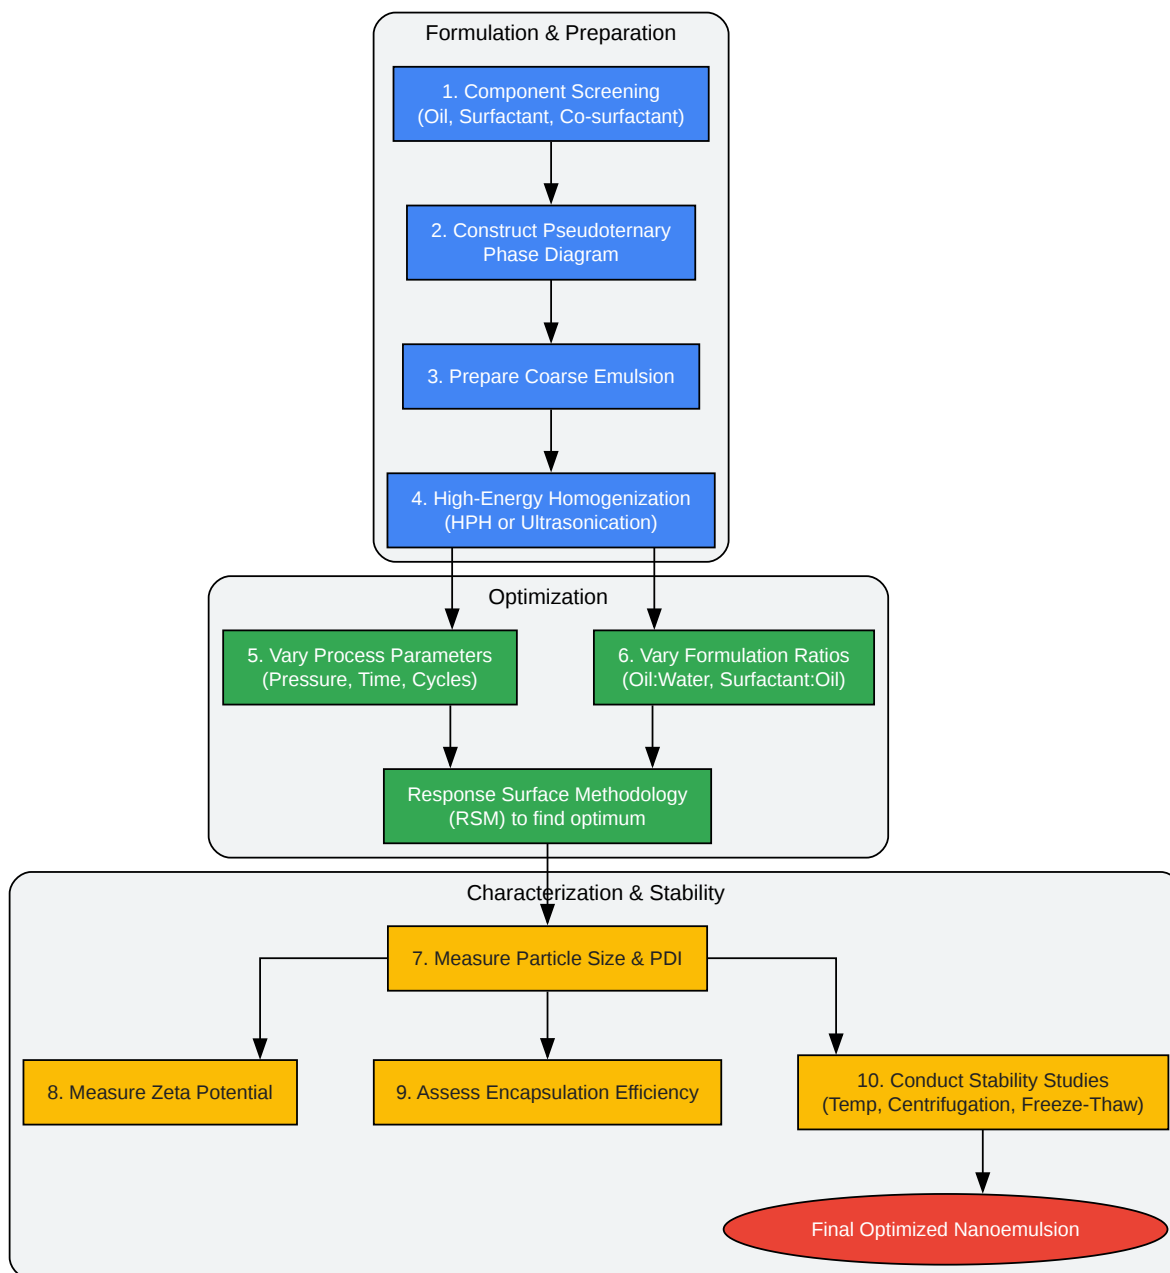 Formulation & Preparation
1. Component Screening
(Oil, Surfactant, Co-surfactant)
2. Construct Pseudoternary
Phase Diagram
3. Prepare Coarse Emulsion
4. High-Energy Homogenization
(HPH or Ultrasonication)
Optimization
5. Vary Process Parameters
(Pressure, Time, Cycles)
6. Vary Formulation Ratios
(Oil:Water, Surfactant:Oil)
Response Surface Methodology
(RSM) to find optimum
Characterization & Stability
7. Measure Particle Size & PDI
8. Measure Zeta Potential
9. Assess Encapsulation Efficiency
10. Conduct Stability Studies
(Temp, Centrifugation, Freeze-Thaw)
Final Optimized Nanoemulsion